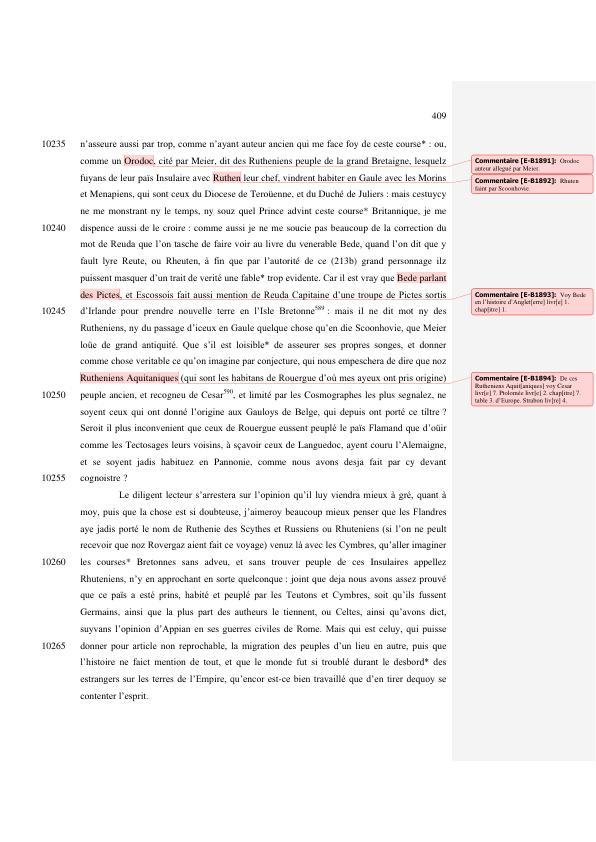 409
10235 n’asseure aussi par trop, comme n’ayant auteur ancien qui me face foy de ceste course* : ou,
comme un Orodoc, cité par Meier, dit des Rutheniens peuple de la grand Bretaigne, lesquelz
fuyans de leur païs Insulaire avec Ruthen leur chef, vindrent habiter en Gaule avec les Morins
et Menapiens, qui sont ceux du Diocese de Teroüenne, et du Duché de Juliers : mais cestuycy
ne me monstrant ny le temps, ny souz quel Prince advint ceste course* Britannique, je me
10240 dispence aussi de le croire : comme aussi je ne me soucie pas beaucoup de la correction du
mot de Reuda que l’on tasche de faire voir au livre du venerable Bede, quand l’on dit que y
fault lyre Reute, ou Rheuten, à fin que par l’autorité de ce (213b) grand personnage ilz
puissent masquer d’un trait de verité une fable* trop evidente. Car il est vray que Bede parlant
des Pictes, et Escossois fait aussi mention de Reuda Capitaine d’une troupe de Pictes sortis
10245 d’Irlande pour prendre nouvelle terre en l’Isle Bretonne589 : mais il ne dit mot ny des
Rutheniens, ny du passage d’iceux en Gaule quelque chose qu’en die Scoonhovie, que Meier
loüe de grand antiquité. Que s’il est loisible* de asseurer ses propres songes, et donner
comme chose veritable ce qu’on imagine par conjecture, qui nous empeschera de dire que noz
Rutheniens Aquitaniques (qui sont les habitans de Rouergue d’où mes ayeux ont pris origine)
10250 peuple ancien, et recogneu de Cesar590, et limité par les Cosmographes les plus segnalez, ne
soyent ceux qui ont donné l’origine aux Gauloys de Belge, qui depuis ont porté ce tiltre ?
Seroit il plus inconvenient que ceux de Rouergue eussent peuplé le païs Flamand que d’oüir
comme les Tectosages leurs voisins, à sçavoir ceux de Languedoc, ayent couru l’Alemaigne,
et se soyent jadis habituez en Pannonie, comme nous avons desja fait par cy devant
10255 cognoistre ?
Le diligent lecteur s’arrestera sur l’opinion qu’il luy viendra mieux à gré, quant à
moy, puis que la chose est si doubteuse, j’aimeroy beaucoup mieux penser que les Flandres
aye jadis porté le nom de Ruthenie des Scythes et Russiens ou Rhuteniens (si l’on ne peult
recevoir que noz Rovergaz aient fait ce voyage) venuz là avec les Cymbres, qu’aller imaginer
10260 les courses* Bretonnes sans adveu, et sans trouver peuple de ces Insulaires appellez
Rhuteniens, n’y en approchant en sorte quelconque : joint que deja nous avons assez prouvé
que ce païs a esté prins, habité et peuplé par les Teutons et Cymbres, soit qu’ils fussent
Germains, ainsi que la plus part des autheurs le tiennent, ou Celtes, ainsi qu’avons dict,
suyvans l’opinion d’Appian en ses guerres civiles de Rome. Mais qui est celuy, qui puisse
10265 donner pour article non reprochable, la migration des peuples d’un lieu en autre, puis que
l’histoire ne faict mention de tout, et que le monde fut si troublé durant le desbord* des
estrangers sur les terres de l’Empire, qu’encor est-ce bien travaillé que d’en tirer dequoy se
contenter l’esprit.
Commentaire [E-B1891]: Orodoc
auteur allegué par Meier.
Commentaire [E-B1892]: Rhuten
faint par Scoonhovie.
Commentaire [E-B1893]: Voy Bede
en l’histoire d’Anglet[erre] livr[e] 1.
chap[itre] 1.
Commentaire [E-B1894]: De ces
Rutheniens Aquit[aniques] voy Cesar
livr[e] 7. Ptolomée livr[e] 2. chap[itre] 7.
table 3. d’Europe. Strabon livr[e] 4.